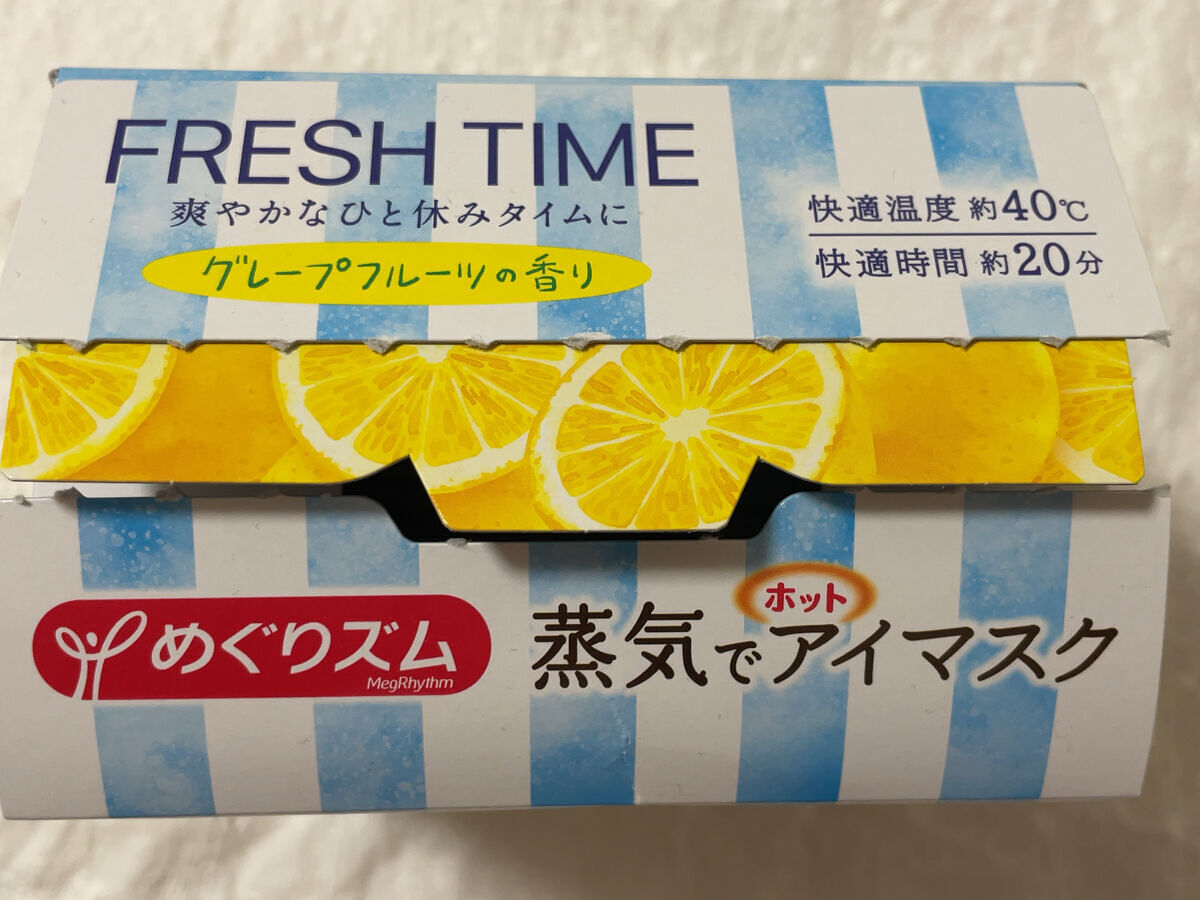 FRESH TIME
爽やかなひと休みタイムに
グレープフルーツの香り
快適温度 約40℃
快適時間 約20分
めぐりズム
MegRhythm
ホット
蒸気でアイマスク